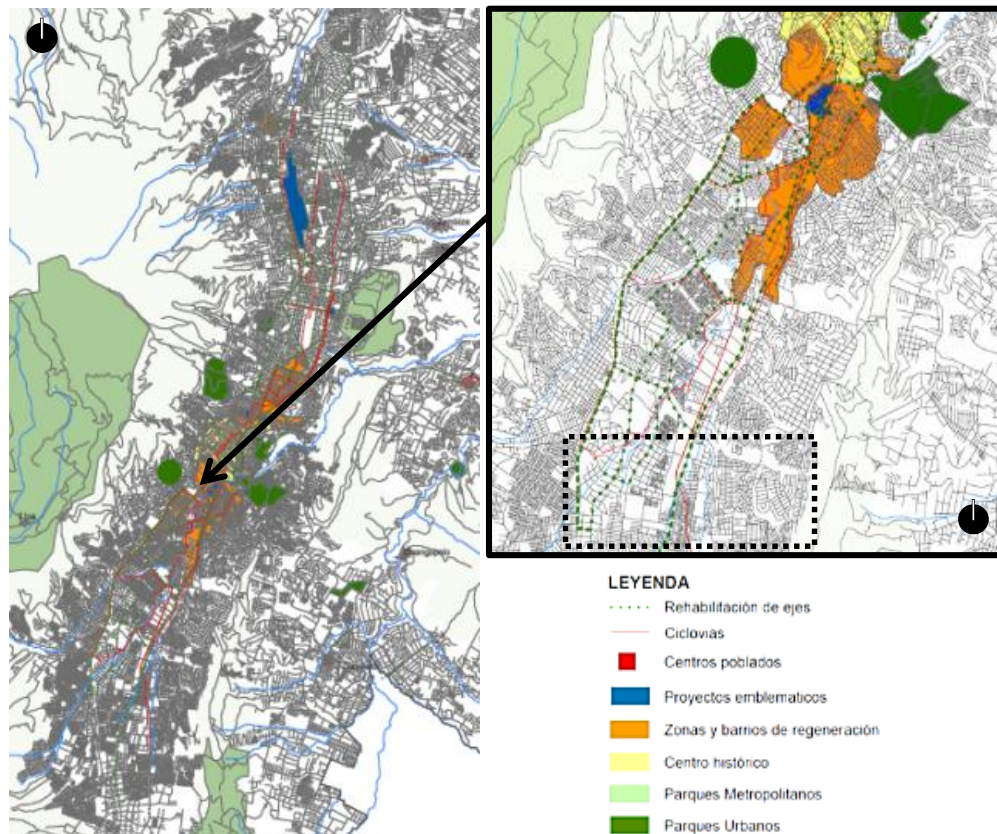 LEYENDA
Rehabilitación de ejes
Ciclovias
Centros poblados
Proyectos emblematicos
Zonas y barrios de regeneración
Centro histórico
Parques Metropolitanos
Parques Urbanos